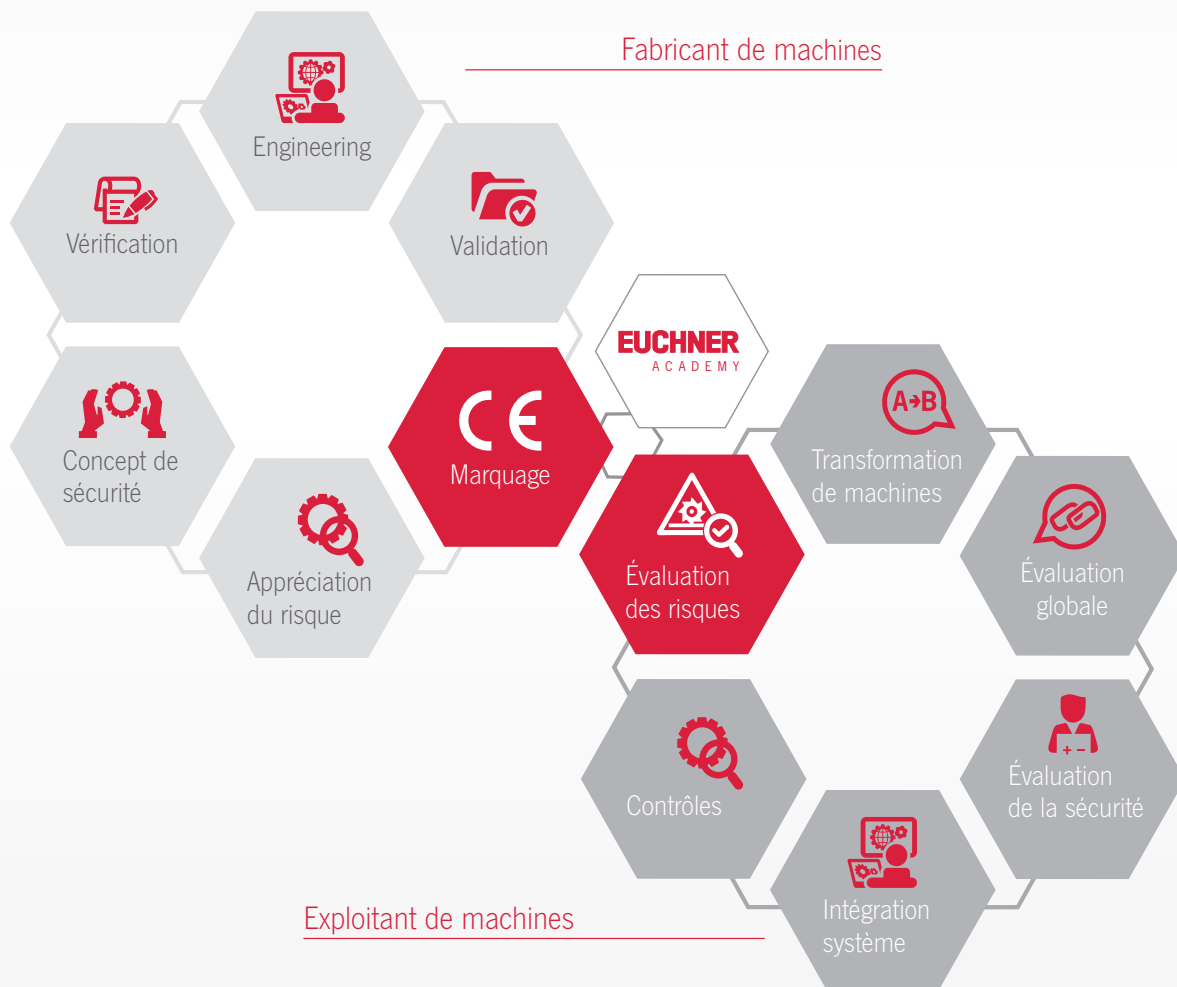 Fabricant de machines
Engineering
Vérification
Validation
EUCHNER
ACADEMY
CE
Marquage
Concept de
sécurité
Appréciation
du risque
A→B
Transformation
de machines
Évaluation
des risques
Évaluation
globale
Évaluation
de la sécurité
+ −
Contrôles
Intégration
système
Exploitant de machines